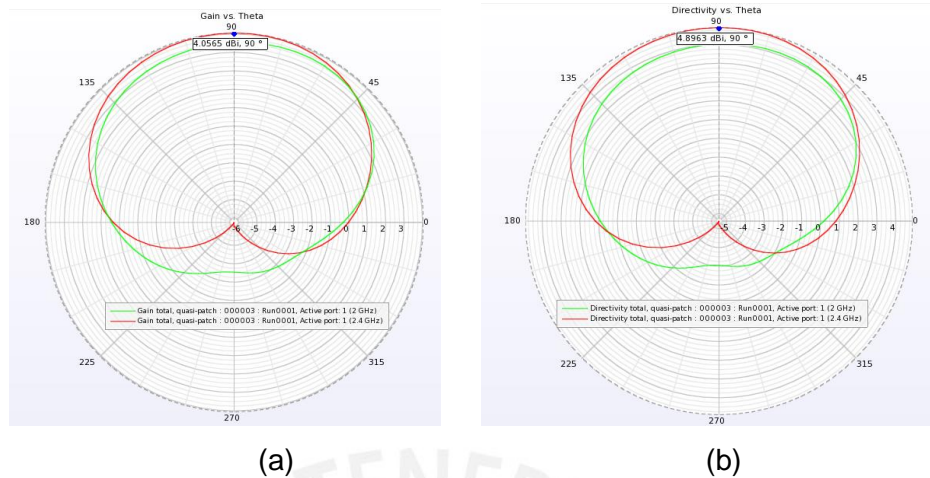 Gain vs. Theta
90
4.0565 dBi, 90 °
135
45
180
-6 -5 -4 -3 -2 -1 0 1 2 3
0
Gain total, quasi-patch : 000003 : Run0001, Active port: 1 (2 GHz)
Gain total, quasi-patch : 000003 : Run0001, Active port: 1 (2.4 GHz)
225
315
270
(a)
Directivity vs. Theta
90
4.8963 dBi, 90 °
135
45
180
-5 -4 -3 -2 -1 0 1 2 3 4
0
Directivity total, quasi-patch : 000003 : Run0001, Active port: 1 (2 GHz)
Directivity total, quasi-patch : 000003 : Run0001, Active port: 1 (2.4 GHz)
225
315
270
(b)